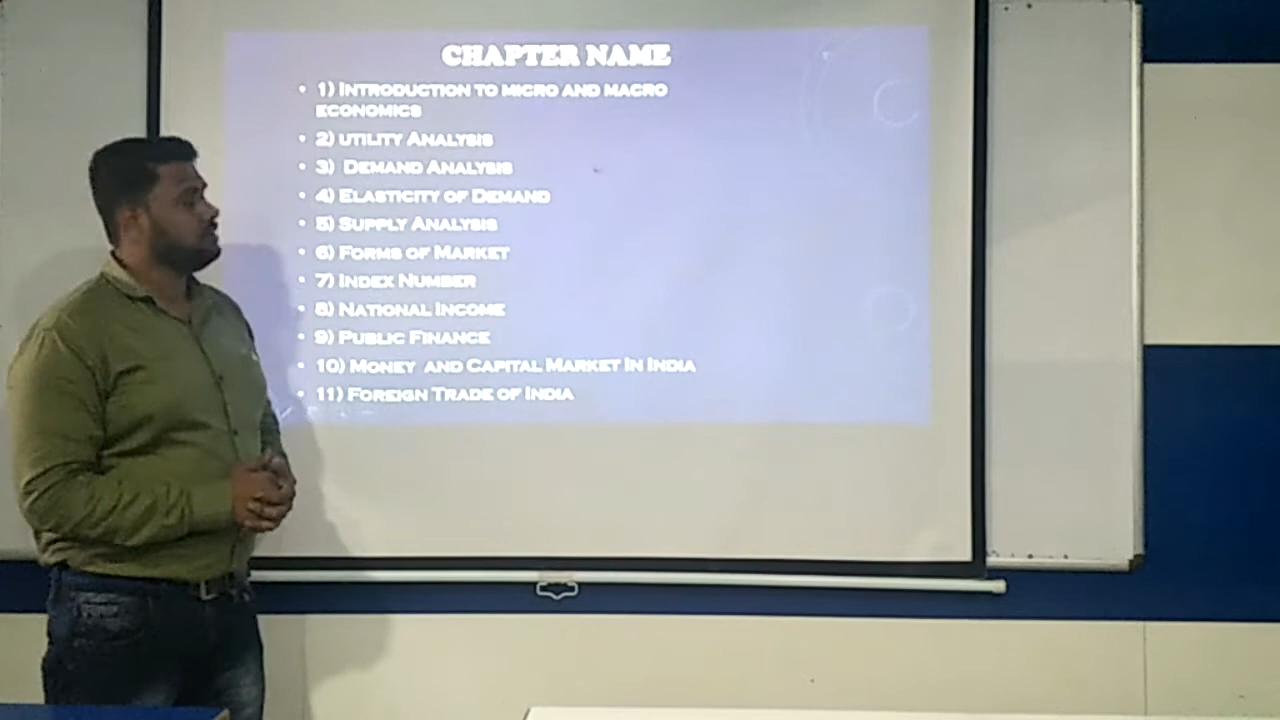 CHAPTER NAME
• 1) INTRODUCTION TO MICRO AND MACRO
ECONOMICS
• 2) UTILITY ANALYSIS
• 3) DEMAND ANALYSIS
• 4) ELASTICITY OF DEMAND
• 5) SUPPLY ANALYSIS
• 6) FORMS OF MARKET
• 7) INDEX NUMBER
• 8) NATIONAL INCOME
• 9) PUBLIC FINANCE
• 10) MONEY AND CAPITAL MARKET IN INDIA
• 11) FOREIGN TRADE OF INDIA